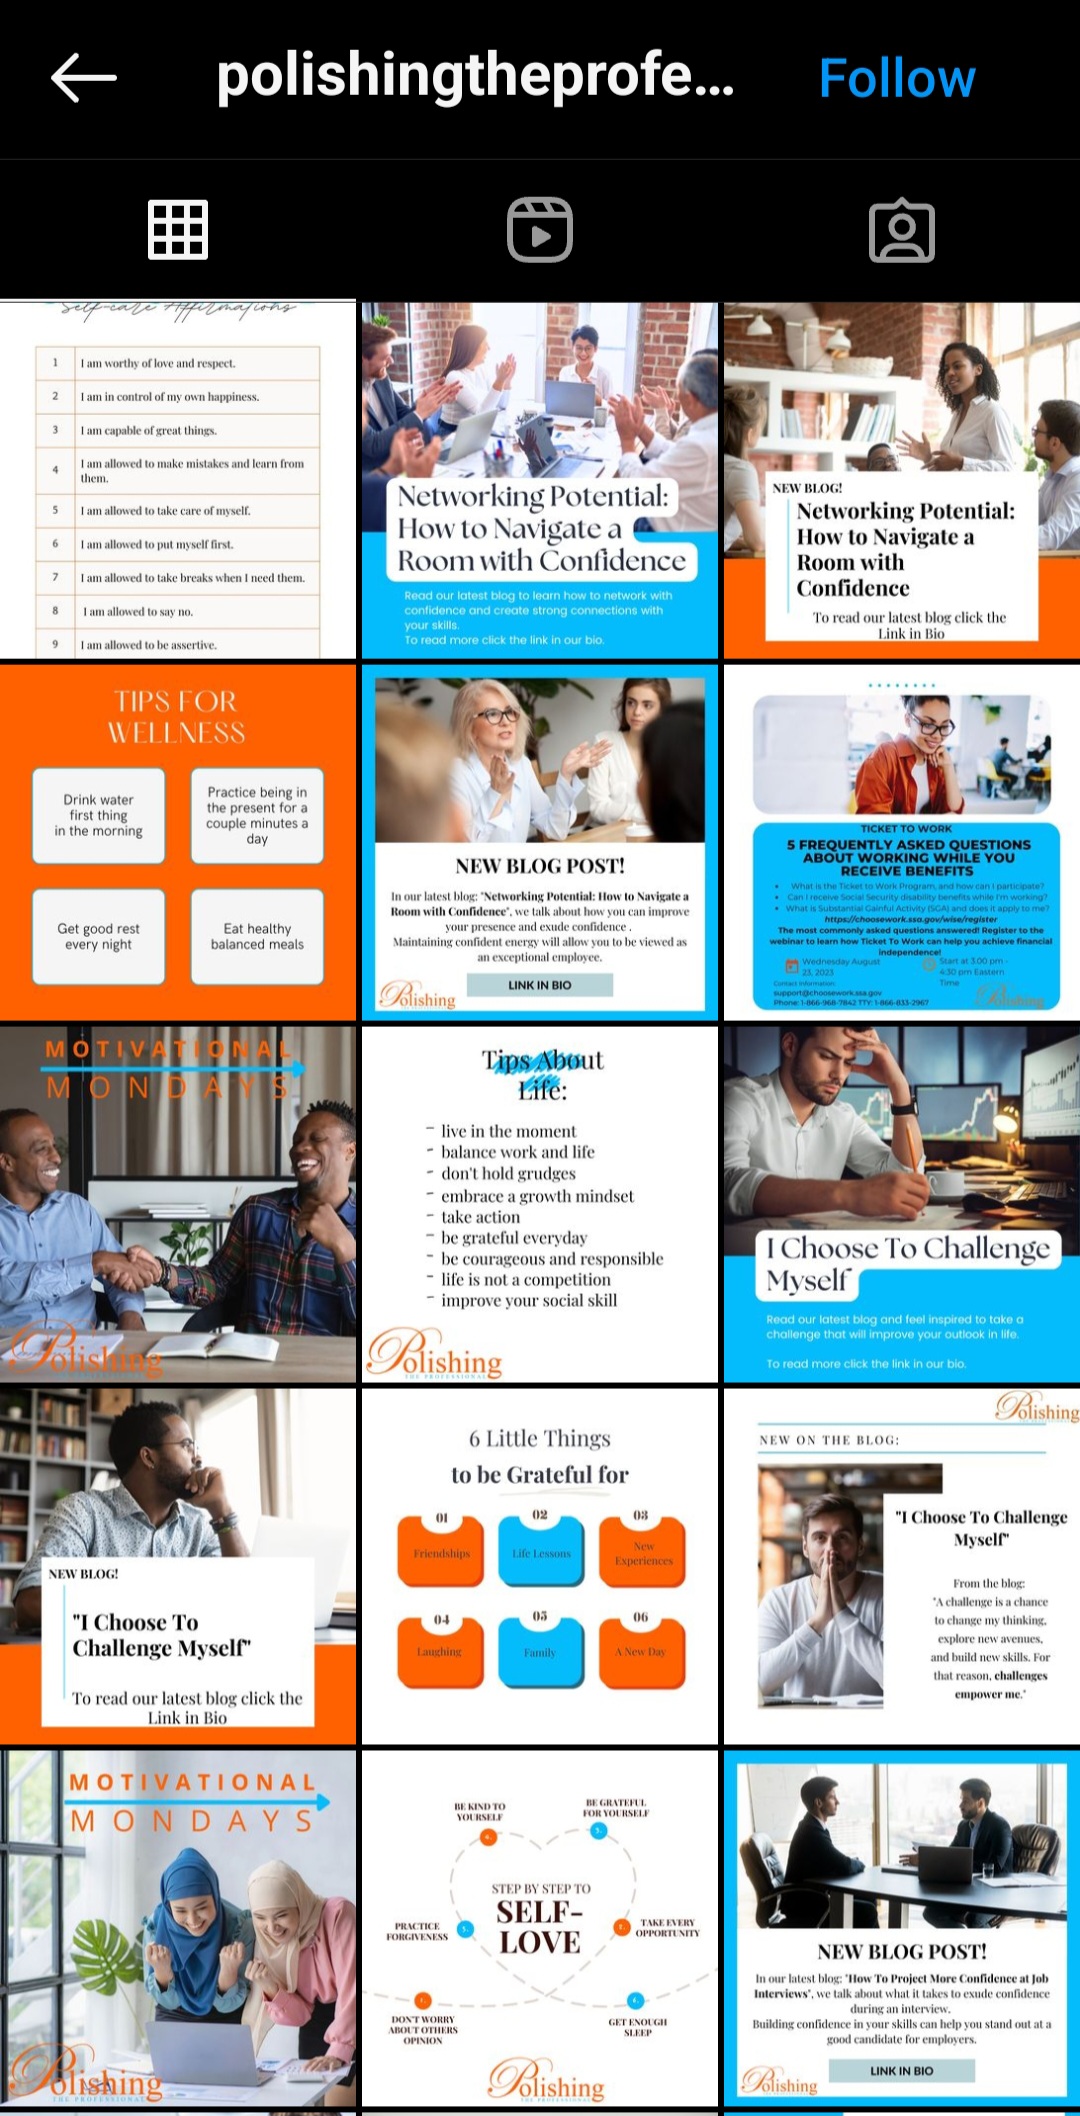 polishingtheprofe...
Follow
Self-care Affirmations
1 I am worthy of love and respect.
2 I am in control of my own happiness.
3 I am capable of great things.
4 I am allowed to make mistakes and learn from
them.
5 I am allowed to take care of myself.
6 I am allowed to put myself first.
7 I am allowed to take breaks when I need them.
8 I am allowed to say no.
9 I am allowed to be assertive.
Networking Potential:
How to Navigate a
Room with Confidence
Read our latest blog to learn how to network with
confidence and create strong connections with
your skills.
To read more click the link in our bio.
NEW BLOG!
Networking Potential:
How to Navigate a
Room with
Confidence
To read our latest blog click the
Link in Bio
TIPS FOR
WELLNESS
Drink water
first thing
in the morning
Practice being in
the present for a
couple minutes a
day
Get good rest
every night
Eat healthy
balanced meals
NEW BLOG POST!
In our latest blog: "Networking Potential: How to Navigate a
Room with Confidence", we talk about how you can improve
your presence and exude confidence .
Maintaining confident energy will allow you to be viewed as
an exceptional employee.
LINK IN BIO
Polishing
TICKET TO WORK
5 FREQUENTLY ASKED QUESTIONS
ABOUT WORKING WHILE YOU
RECEIVE BENEFITS
• What is the Ticket to Work Program, and how can I participate?
• Can I receive Social Security disability benefits while I'm working?
• What is Substantial Gainful Activity (SGA) and does it apply to me?
https://choosework.ssa.gov/wise/register
The most commonly asked questions answered! Register to the
webinar to learn how Ticket To Work can help you achieve financial
independence!
Wednesday August
23, 2023
Start at 3:00 pm -
4:30 pm Eastern
Time
Contact Information:
support@choosework.ssa.gov
Phone: 1-866-968-7842 TTY: 1-866-833-2967
Polishing
MOTIVATIONAL
MONDAYS
Polishing
Tips About
Life:
- live in the moment
- balance work and life
- don't hold grudges
- embrace a growth mindset
- take action
- be grateful everyday
- be courageous and responsible
- life is not a competition
- improve your social skill
Polishing
THE PROFESSIONAL
I Choose To Challenge
Myself
Read our latest blog and feel inspired to take a
challenge that will improve your outlook in life.
To read more click the link in our bio.
NEW BLOG!
"I Choose To
Challenge Myself"
To read our latest blog click the
Link in Bio
6 Little Things
to be Grateful for
01
Friendships
02
Life Lessons
03
New
Experiences
04
Laughing
05
Family
06
A New Day
Polishing
NEW ON THE BLOG:
"I Choose To Challenge
Myself"
From the blog:
"A challenge is a chance
to change my thinking,
explore new avenues,
and build new skills. For
that reason, challenges
empower me."
MOTIVATIONAL
MONDAYS
Polishing
THE PROFESSIONAL
BE KIND TO
YOURSELF
4.
BE GRATEFUL
FOR YOURSELF
3.
STEP BY STEP TO
SELF-
LOVE
PRACTICE
FORGIVENESS
5.
TAKE EVERY
OPPORTUNITY
DON'T WORRY
ABOUT OTHERS
OPINION
GET ENOUGH
SLEEP
6.
Polishing
THE PROFESSIONAL
NEW BLOG POST!
In our latest blog: "How To Project More Confidence at Job
Interviews", we talk about what it takes to exude confidence
during an interview.
Building confidence in your skills can help you stand out at a
good candidate for employers.
LINK IN BIO
Polishing